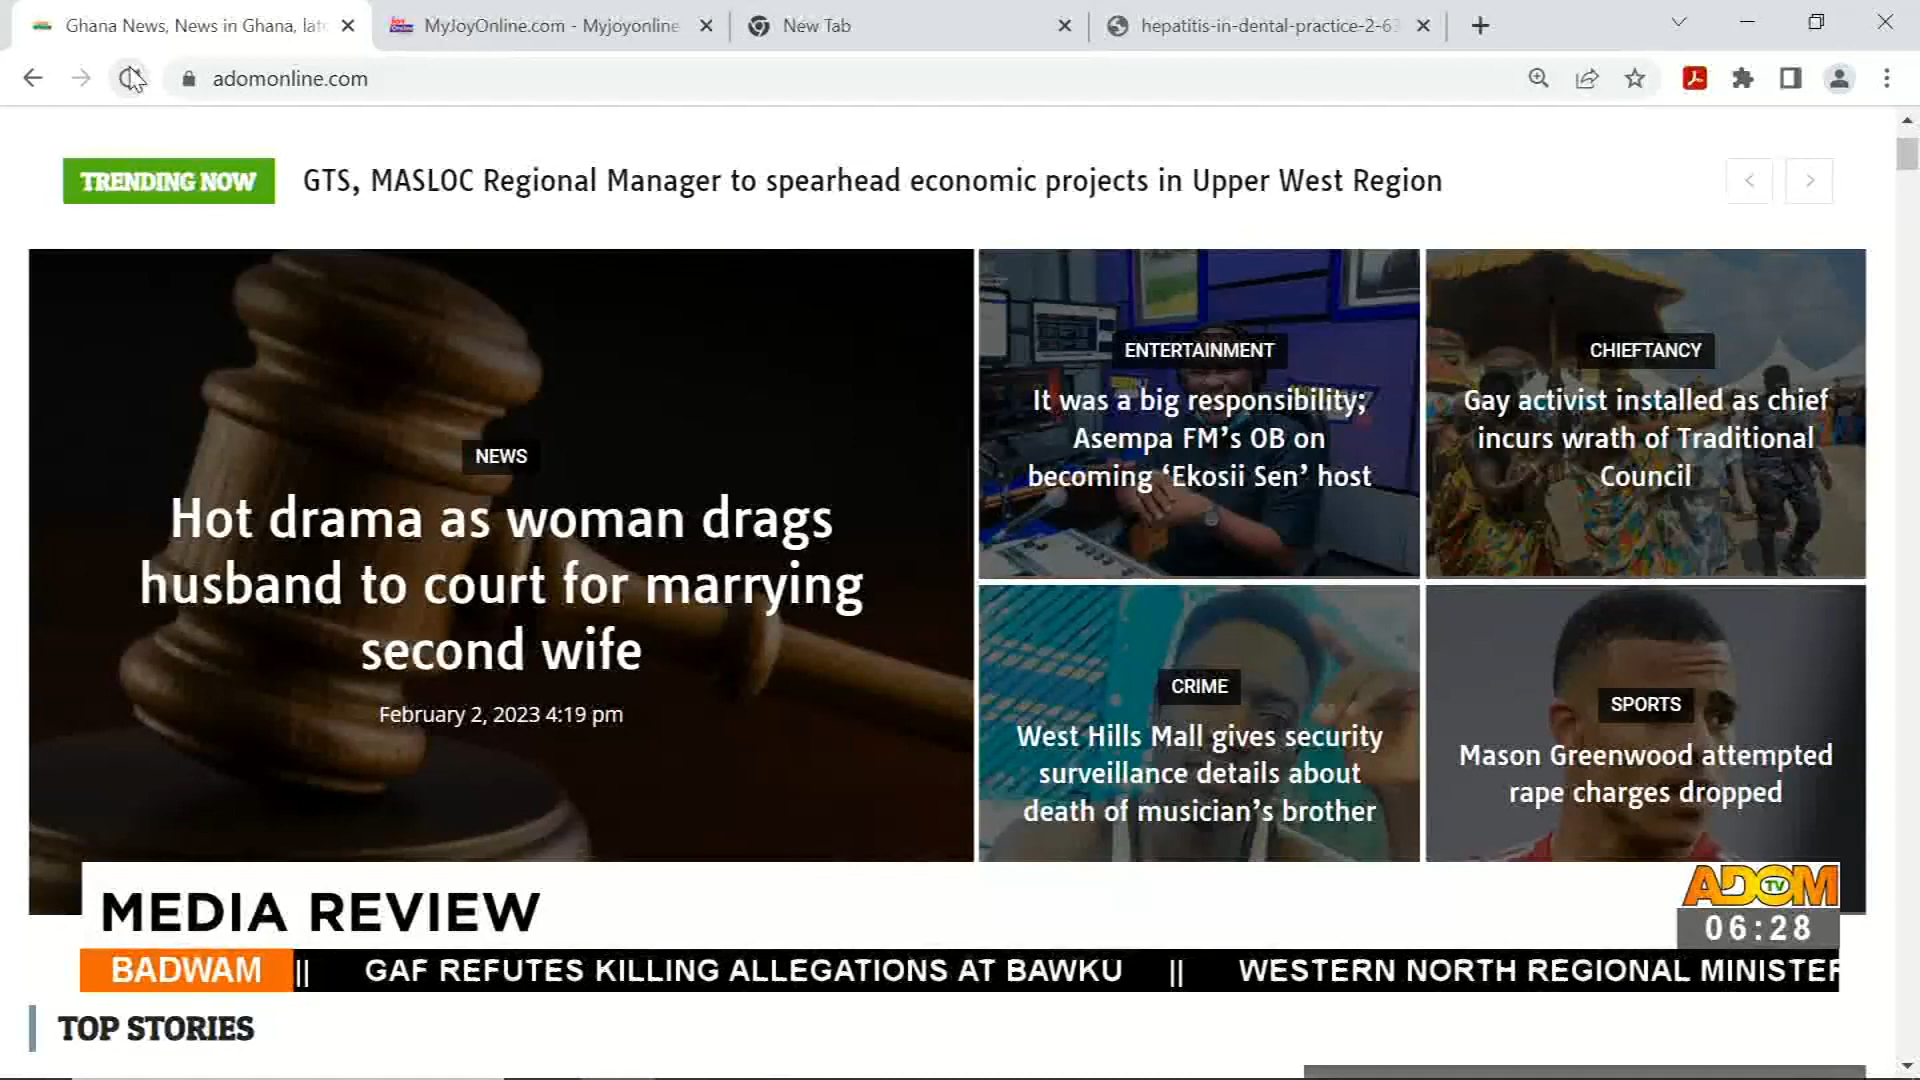 Ghana News, News in Ghana, lat
MyJoyOnline.com - Myjoyonline
New Tab
hepatitis-in-dental-practice-2-63
adomonline.com
TRENDING NOW
GTS, MASLOC Regional Manager to spearhead economic projects in Upper West Region
NEWS
Hot drama as woman drags
husband to court for marrying
second wife
February 2, 2023 4:19 pm
ENTERTAINMENT
It was a big responsibility;
Asempa FM’s OB on
becoming ‘Ekosii Sen’ host
CHIEFTANCY
Gay activist installed as chief
incurs wrath of Traditional
Council
CRIME
West Hills Mall gives security
surveillance details about
death of musician’s brother
SPORTS
Mason Greenwood attempted
rape charges dropped
MEDIA REVIEW
ADOM TV
06:28
BADWAM || GAF REFUTES KILLING ALLEGATIONS AT BAWKU || WESTERN NORTH REGIONAL MINISTER
TOP STORIES